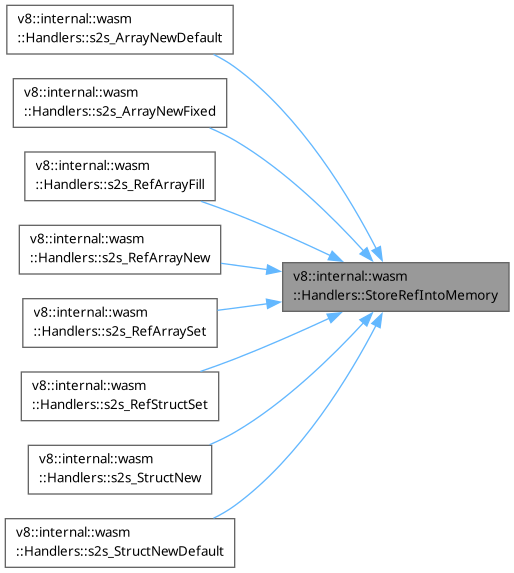 v8::internal::wasm
::Handlers::s2s_ArrayNewDefault
v8::internal::wasm
::Handlers::s2s_ArrayNewFixed
v8::internal::wasm
::Handlers::s2s_RefArrayFill
v8::internal::wasm
::Handlers::s2s_RefArrayNew
v8::internal::wasm
::Handlers::StoreRefIntoMemory
v8::internal::wasm
::Handlers::s2s_RefArraySet
v8::internal::wasm
::Handlers::s2s_RefStructSet
v8::internal::wasm
::Handlers::s2s_StructNew
v8::internal::wasm
::Handlers::s2s_StructNewDefault